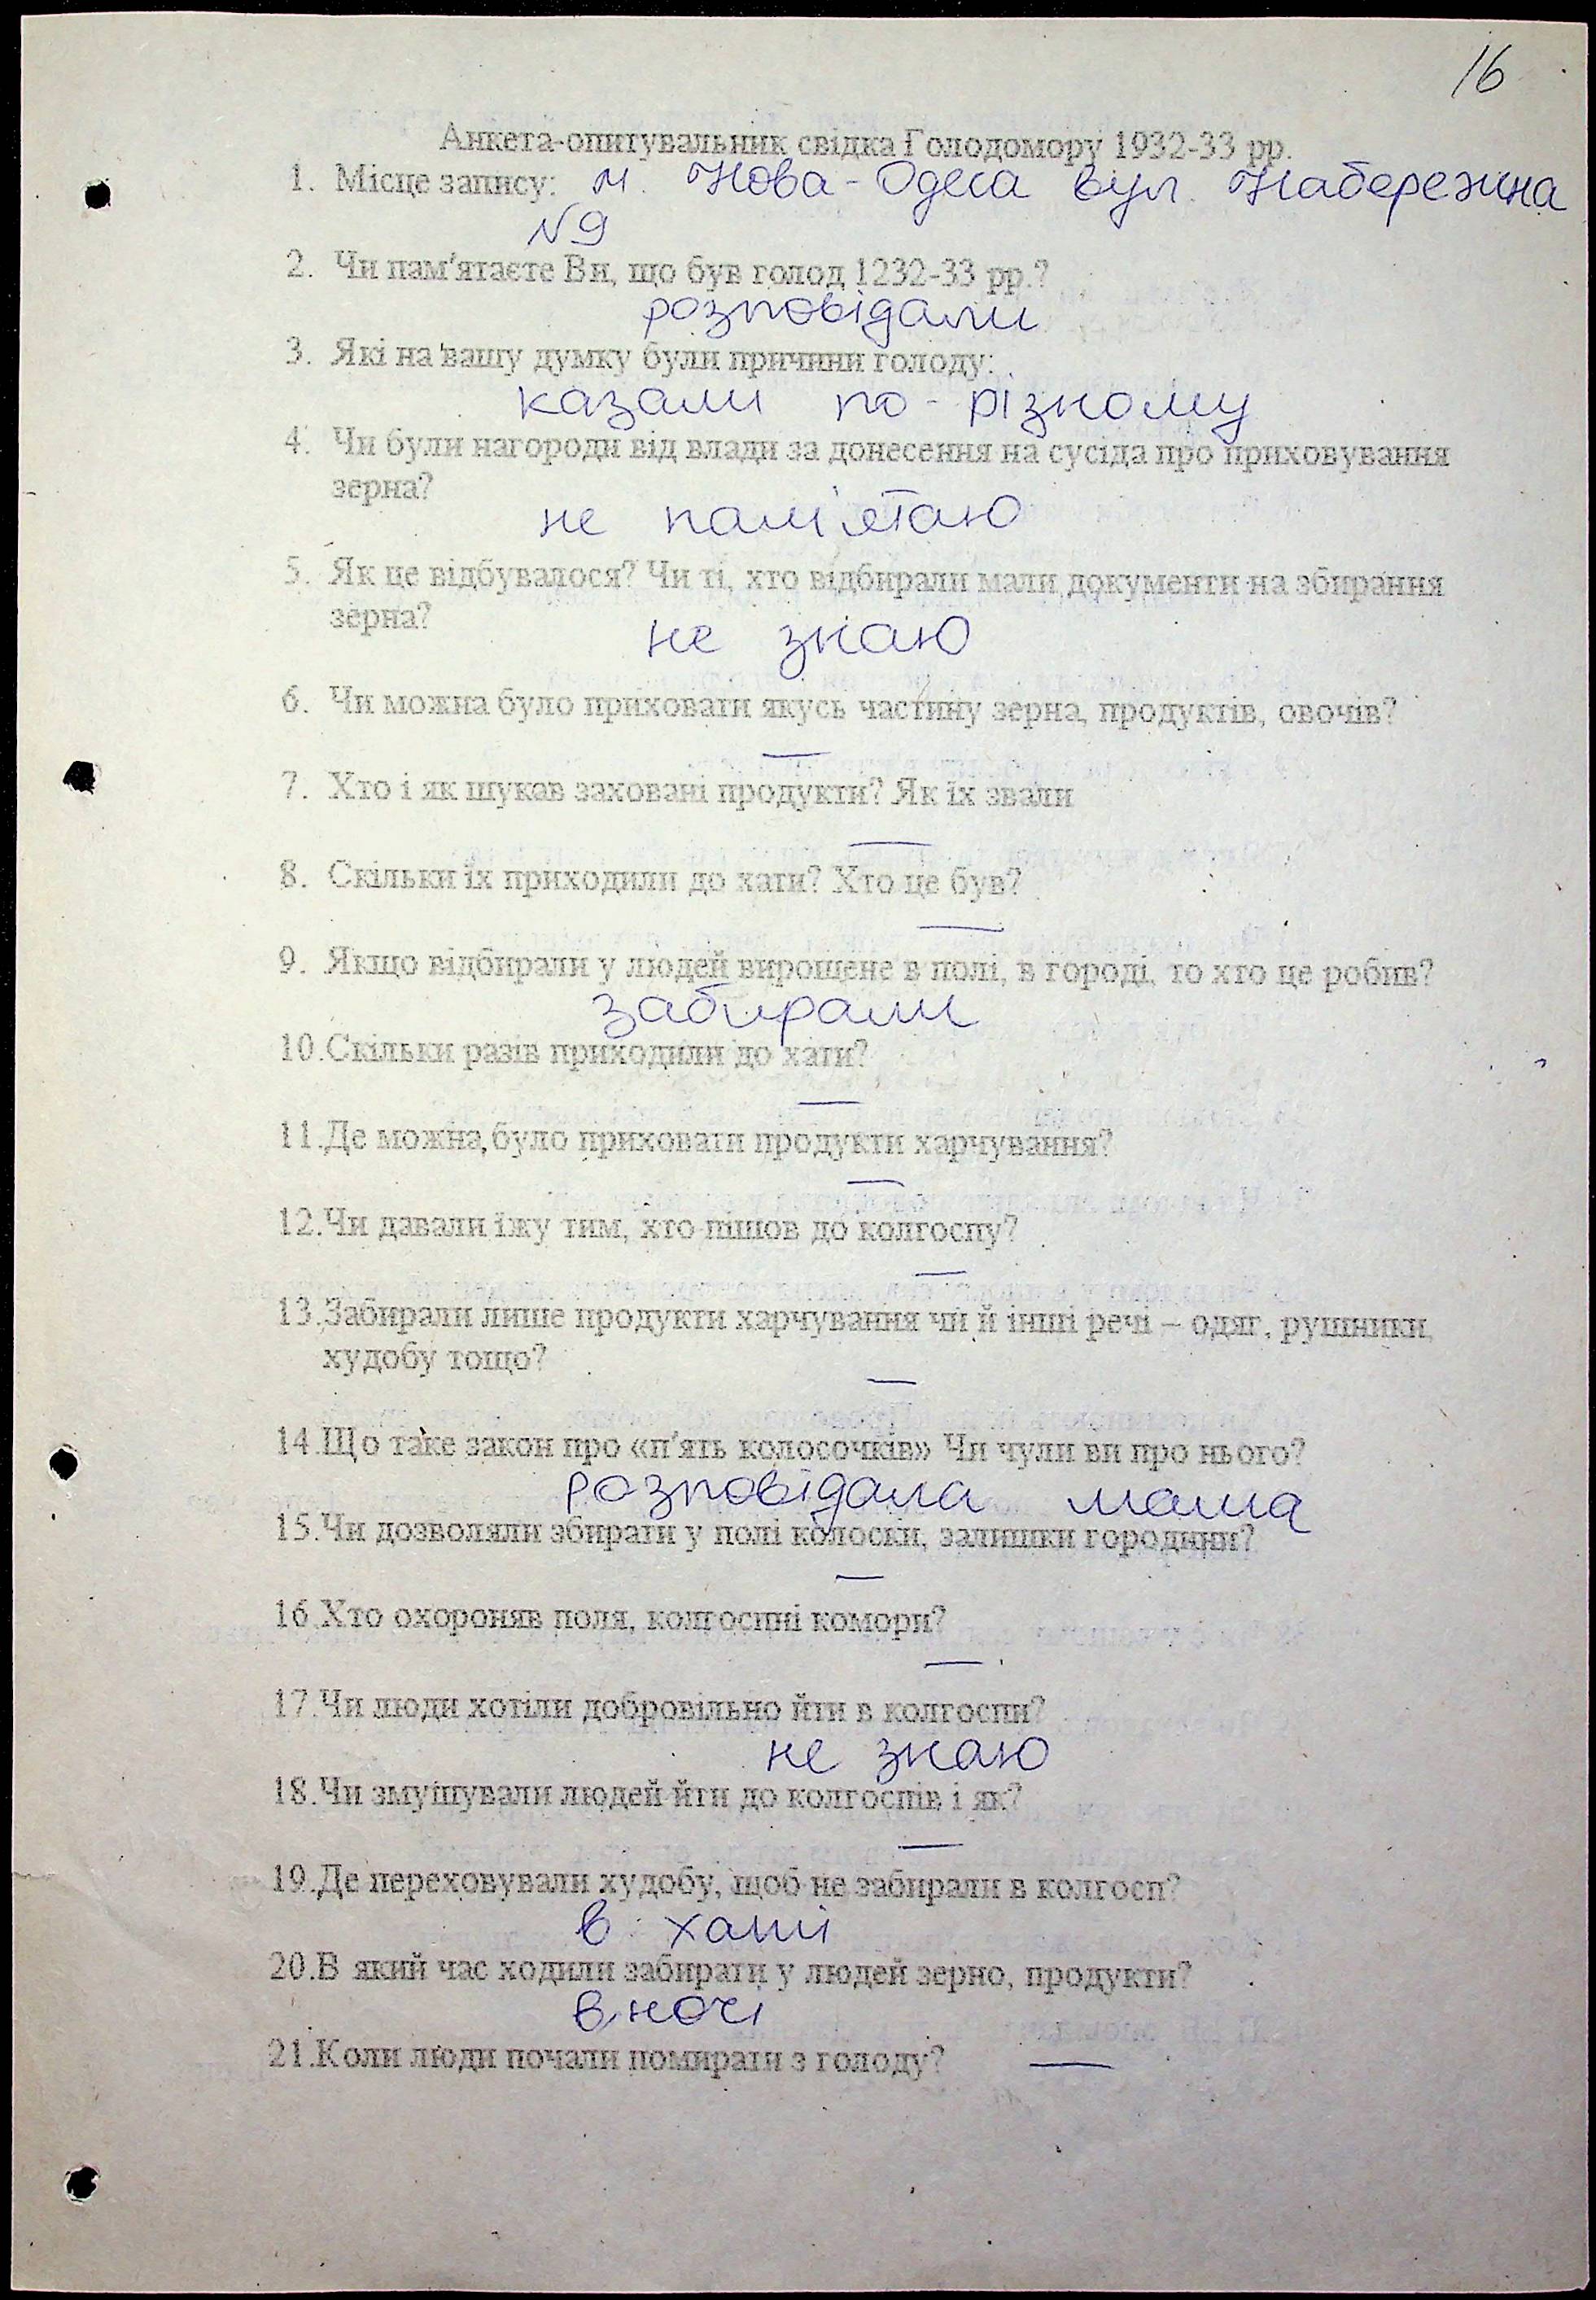 16
Анкета-опитувальник свідка Голодомору 1932-33 рр.
1. Місце запису: м. Нова-Одеса вул. Набережна
№9
2. Чи пам'ятаєте Ви, що був голод 1232-33 рр.?
розповідали
3. Які на вашу думку були причини голоду:
казали по-різному
4. Чи були нагороди від влади за донесення на сусіда про приховування
зерна?
не пам'ятаю
5. Як це відбувалося? Чи ті, хто відбирали мали документи на збирання
зерна?
не знаю
6. Чи можна було приховати якусь частину зерна, продуктів, овочів?
—
7. Хто і як шукав заховані продукти? Як їх звали
—
8. Скільки їх приходили до хати? Хто це був?
—
9. Якщо відбирали у людей вирощене в полі, в городі, то хто це робив?
забирали
10.Скільки разів приходили до хати?
—
11.Де можна було приховати продукти харчування?
—
12.Чи давали їжу тим, хто пішов до колгоспу?
—
13.Забирали лише продукти харчування чи й інші речі – одяг, рушники,
худобу тощо?
—
14.Що таке закон про «п'ять колосочків» Чи чули ви про нього?
розповідала мама
15.Чи дозволяли збирати у полі колоски, залишки городини?
—
16.Хто охороняв поля, колгоспні комори?
—
17.Чи люди хотіли добровільно йти в колгоспи?
не знаю
18.Чи змушували людей йти до колгоспів і як?
—
19.Де переховували худобу, щоб не забирали в колгосп?
в хаті
20.В який час ходили забирати у людей зерно, продукти?
вночі
21.Коли люди почали помирати з голоду? —